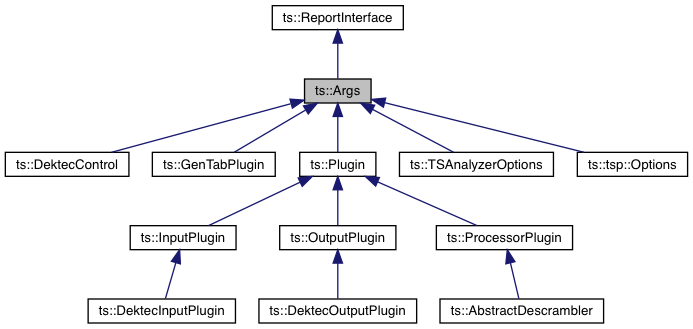 ts::ReportInterface
ts::Args
ts::DektecControl
ts::GenTabPlugin
ts::Plugin
ts::TSAnalyzerOptions
ts::tsp::Options
ts::InputPlugin
ts::OutputPlugin
ts::ProcessorPlugin
ts::DektecInputPlugin
ts::DektecOutputPlugin
ts::AbstractDescrambler